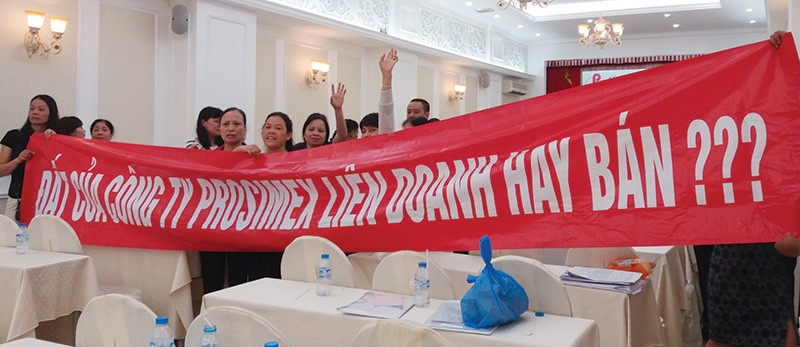 ĐẤT CỦA CÔNG TY PROSIMEX LIÊN DOANH HAY BÁN ???